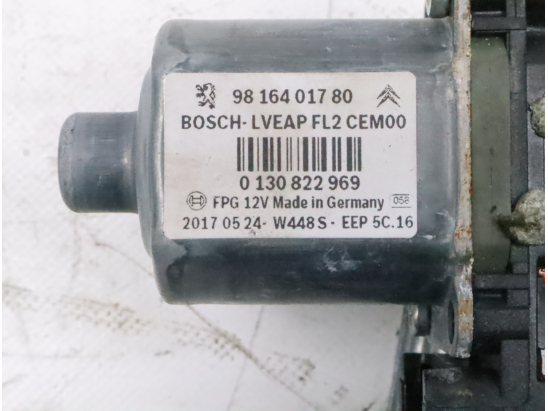 98 164 017 80
BOSCH- LVEAP FL2 CEM00
0 130 822 969
FPG 12V Made in Germany 058
2017 05 24- W448S - EEP 5C.16